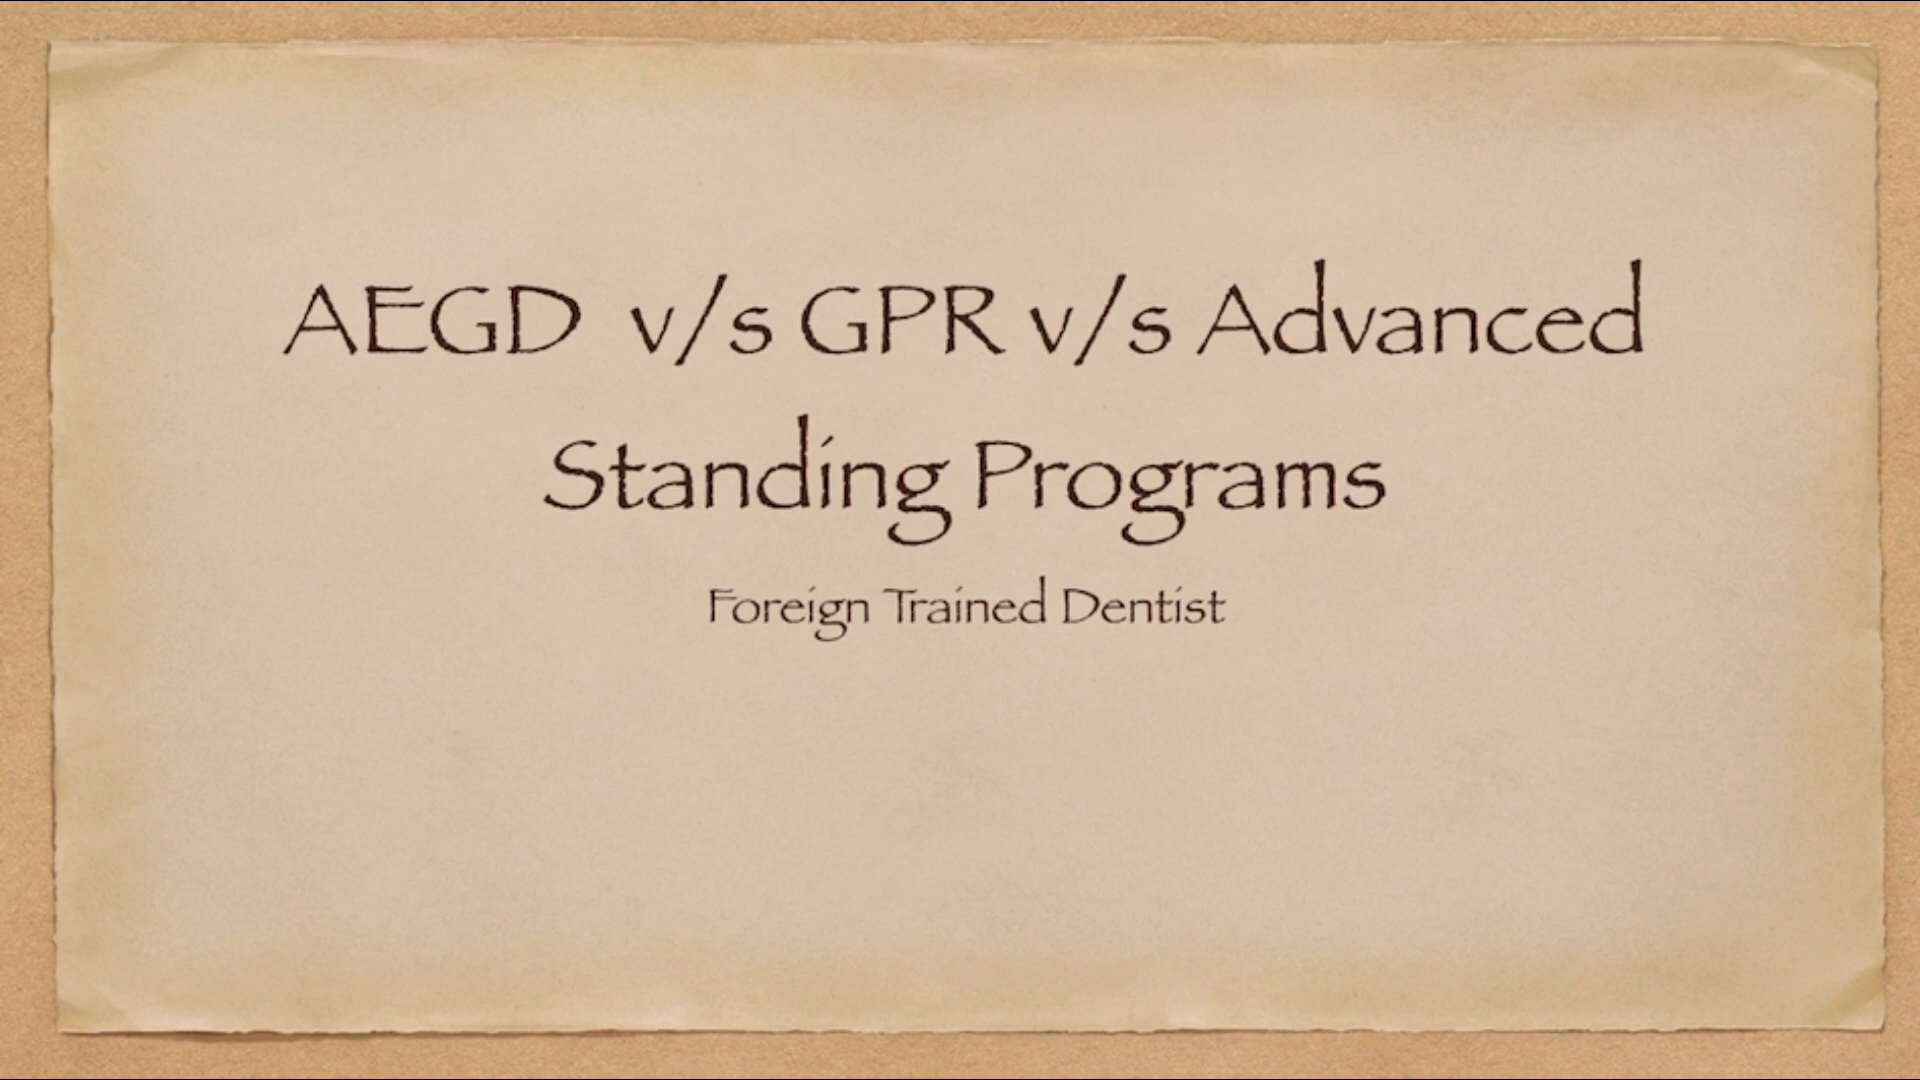 AEGD v/s GPR v/s Advanced
Standing Programs
Foreign Trained Dentist